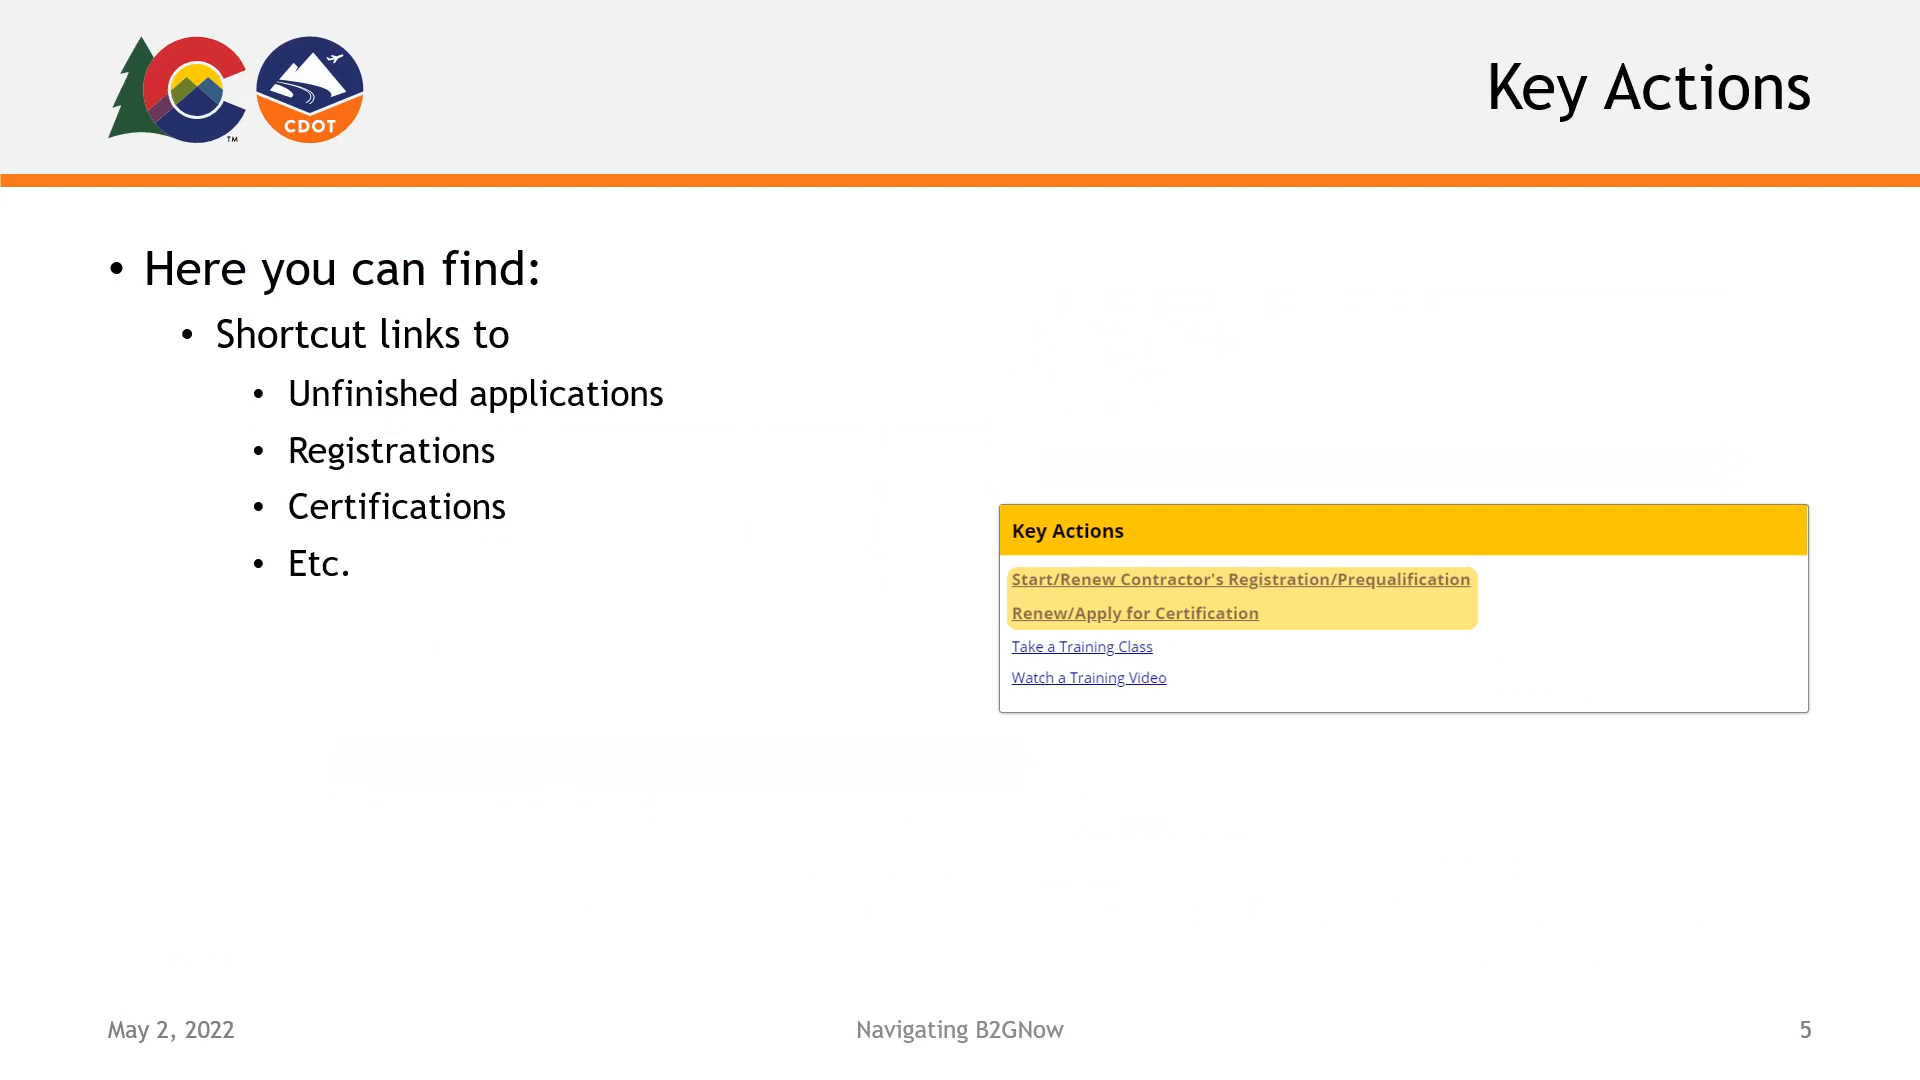 TM
CDOT
Key Actions
• Here you can find:
• Shortcut links to
• Unfinished applications
• Registrations
• Certifications
• Etc.
Key Actions
Start/Renew Contractor's Registration/Prequalification
Renew/Apply for Certification
Take a Training Class
Watch a Training Video
May 2, 2022
Navigating B2GNow
5